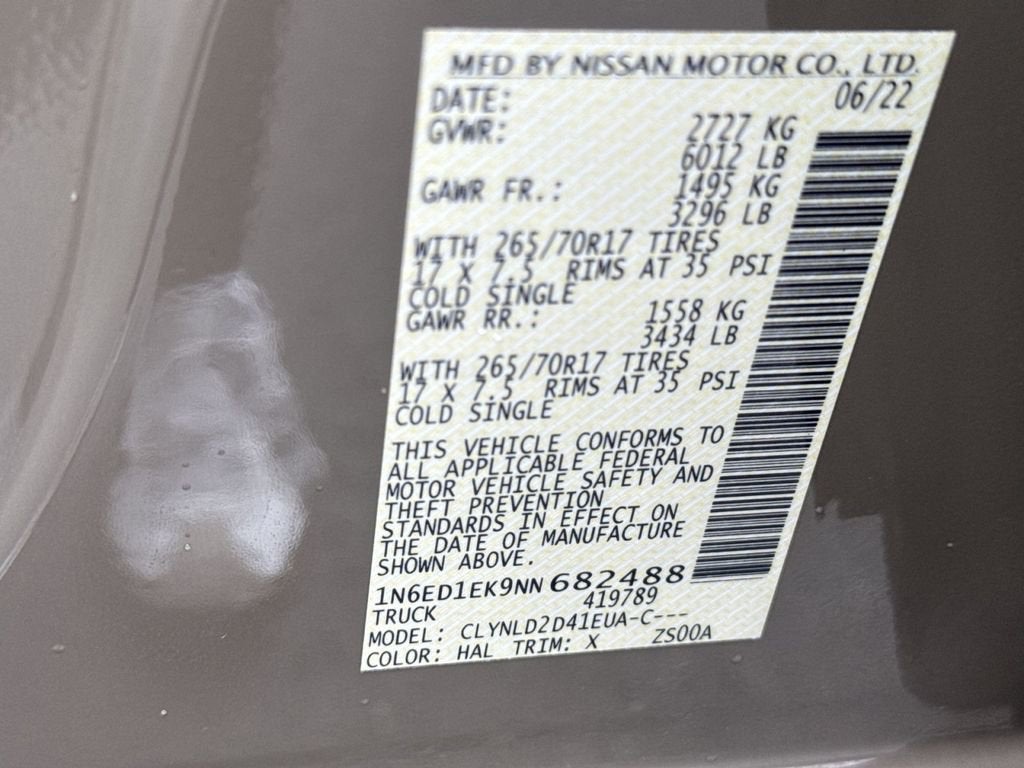 MFD BY NISSAN MOTOR CO., LTD.
DATE: 06/22
GVWR: 2727 KG
6012 LB
GAWR FR.: 1495 KG
3296 LB
WITH 265/70R17 TIRES
17 X 7.5 RIMS AT 35 PSI
COLD SINGLE
GAWR RR.: 1558 KG
3434 LB
WITH 265/70R17 TIRES
17 X 7.5 RIMS AT 35 PSI
COLD SINGLE
THIS VEHICLE CONFORMS TO
ALL APPLICABLE FEDERAL
MOTOR VEHICLE SAFETY AND
THEFT PREVENTION
STANDARDS IN EFFECT ON
THE DATE OF MANUFACTURE
SHOWN ABOVE.
1N6ED1EK9NN682488
TRUCK 419789
MODEL: CLYNLD2D41EUA-C---
COLOR: HAL TRIM: X ZS00A